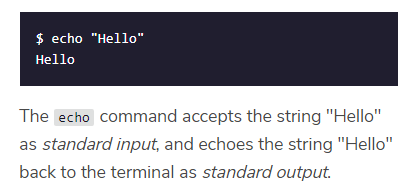 $ echo "Hello"
Hello
The echo command accepts the string "Hello"
as standard input, and echoes the string "Hello"
back to the terminal as standard output.